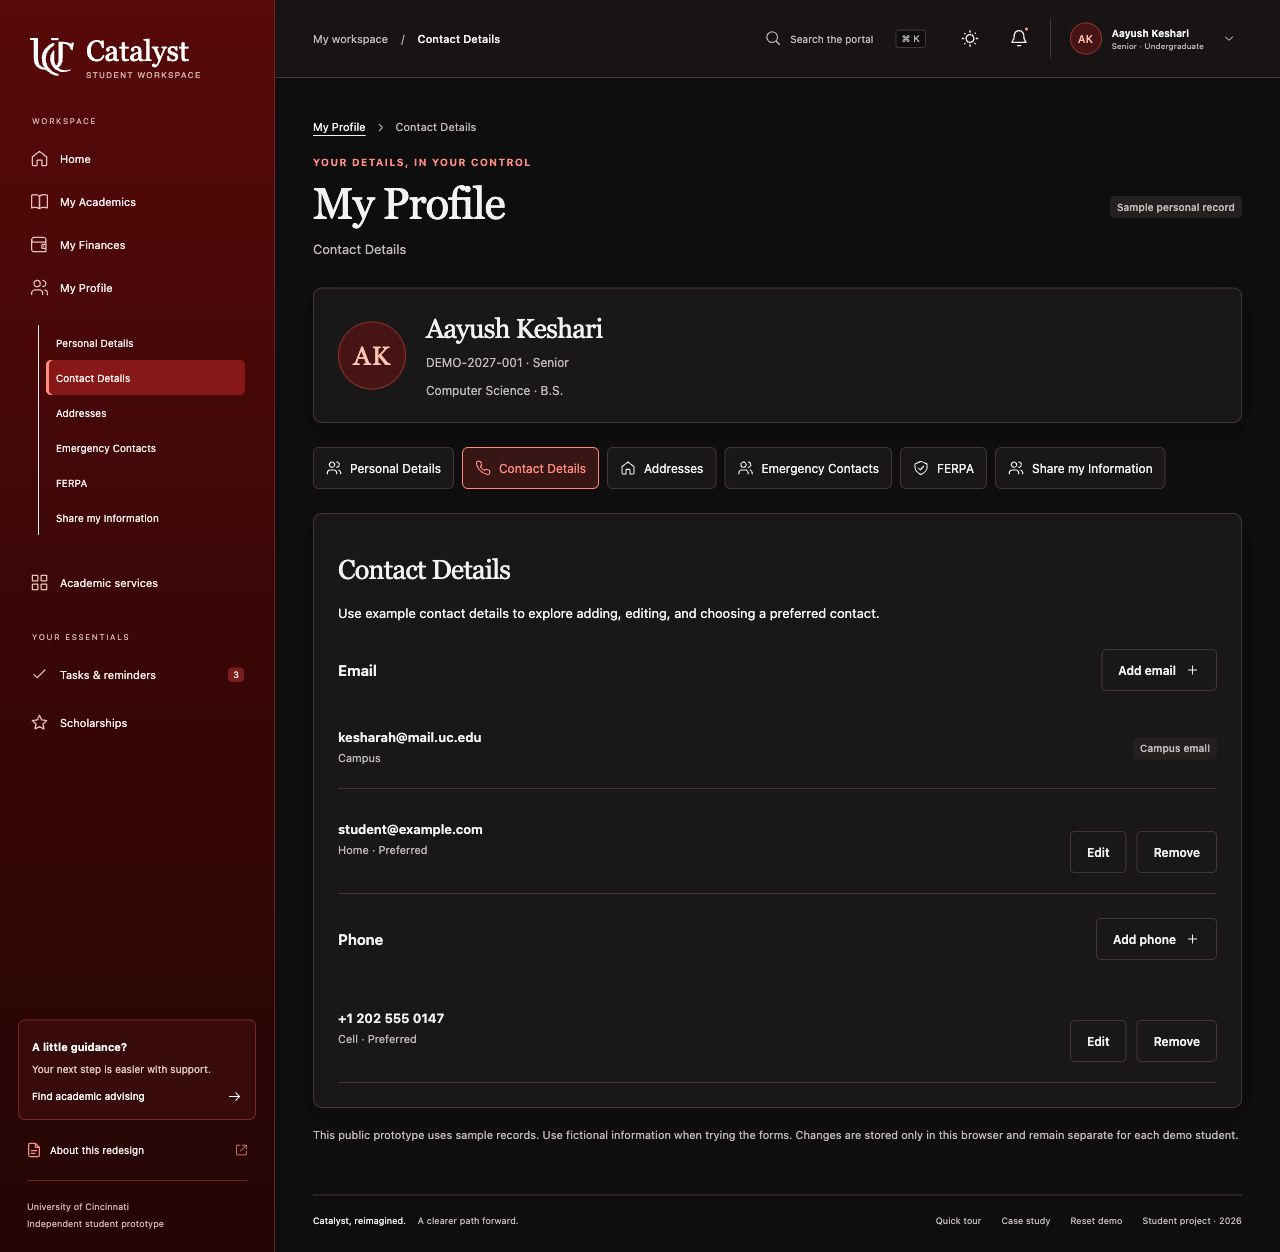 UC Catalyst
STUDENT WORKSPACE
WORKSPACE
Home
My Academics
My Finances
My Profile
Personal Details
Contact Details
Addresses
Emergency Contacts
FERPA
Share my Information
Academic services
YOUR ESSENTIALS
Tasks & reminders 3
Scholarships
A little guidance?
Your next step is easier with support.
Find academic advising
About this redesign
University of Cincinnati
Independent student prototype
My workspace / Contact Details
Search the portal ⌘ K
AK
Aayush Keshari
Senior · Undergraduate
My Profile Contact Details
YOUR DETAILS, IN YOUR CONTROL
My Profile
Sample personal record
Contact Details
AK
Aayush Keshari
DEMO-2027-001 · Senior
Computer Science · B.S.
Personal Details Contact Details Addresses Emergency Contacts FERPA Share my Information
Contact Details
Use example contact details to explore adding, editing, and choosing a preferred contact.
Email Add email +
kesharah@mail.uc.edu
Campus
Campus email
student@example.com
Home · Preferred
Edit Remove
Phone Add phone +
+1 202 555 0147
Cell · Preferred
Edit Remove
This public prototype uses sample records. Use fictional information when trying the forms. Changes are stored only in this browser and remain separate for each demo student.
Catalyst, reimagined. A clearer path forward. Quick tour Case study Reset demo Student project · 2026